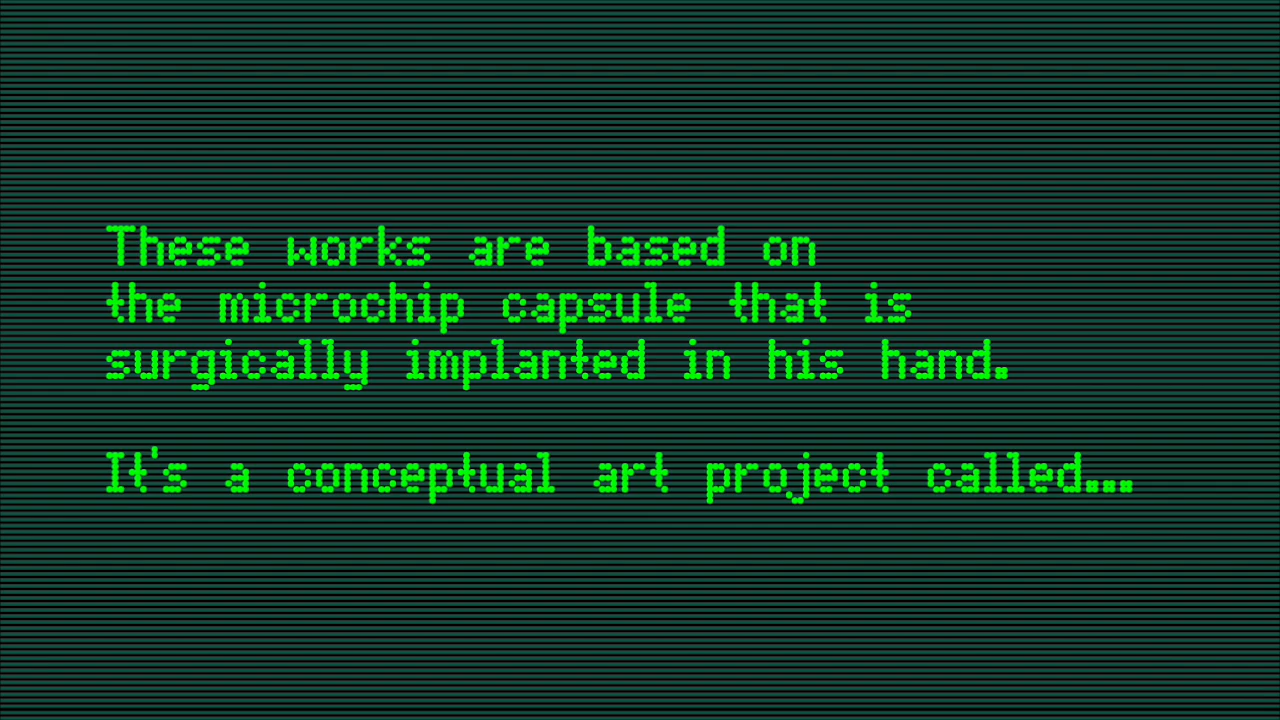 These works are based on
the microchip capsule that is
surgically implanted in his hand.
It's a conceptual art project called...